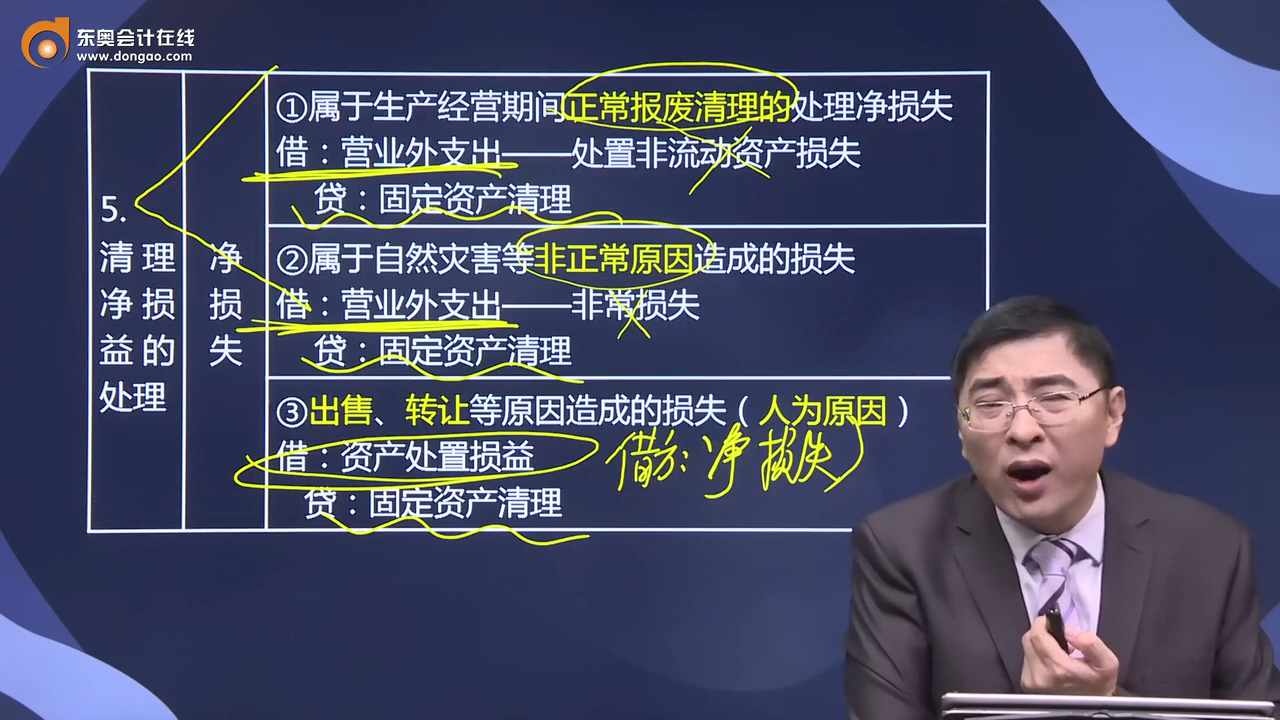 东奥会计在线
www.dongao.com
5.
清理
净损
益的
处理
净
损
失
①属于生产经营期间正常报废清理的处理净损失
借：营业外支出——处置非流动资产损失
贷：固定资产清理
②属于自然灾害等非正常原因造成的损失
借：营业外支出——非常损失
贷：固定资产清理
③出售、转让等原因造成的损失（人为原因）
借：资产处置损益
借方：净损失
贷：固定资产清理